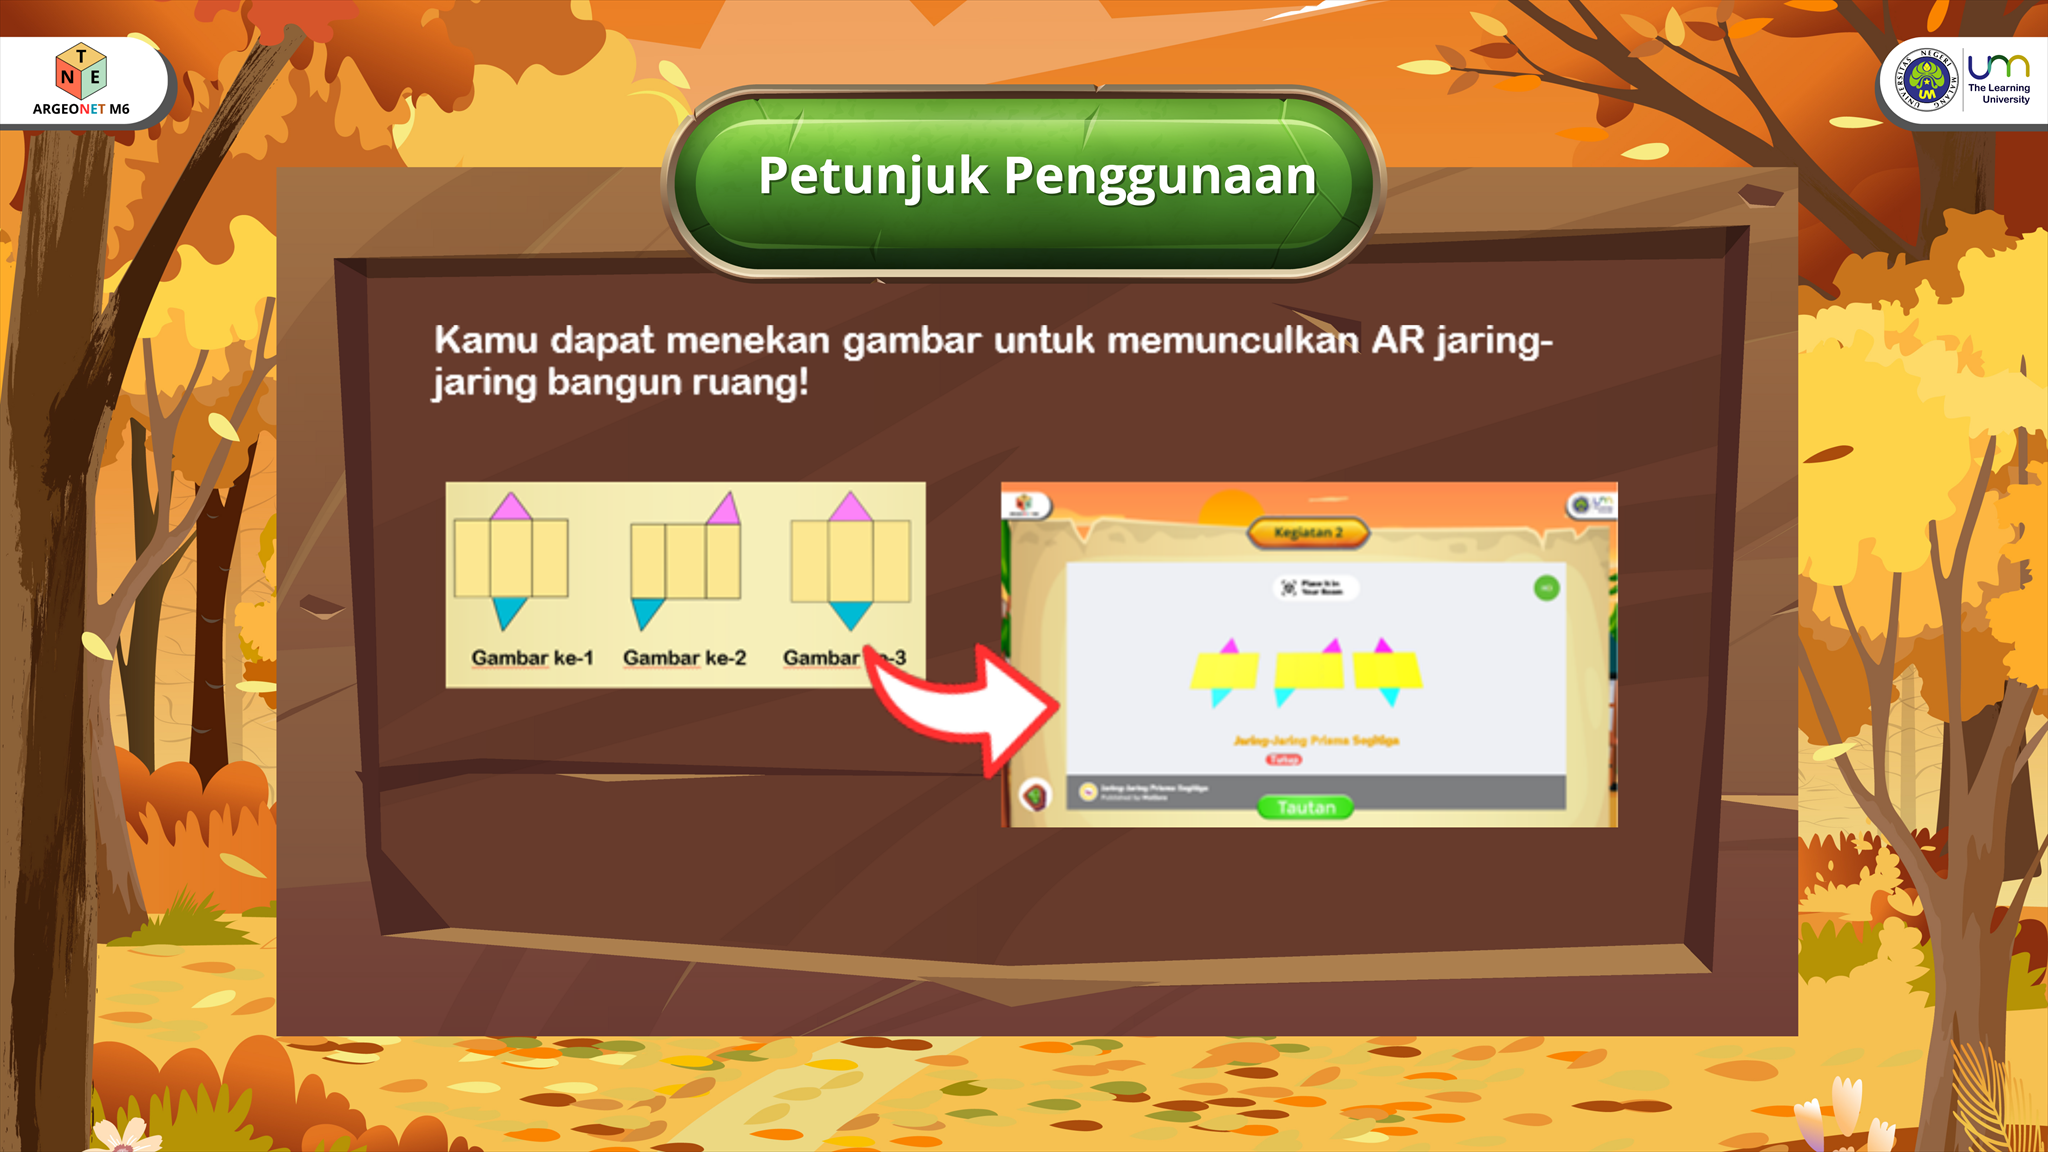 T
N E
ARGEONET M6
UNIVERSITAS NEGERI MALANG
UM
um
The Learning
University
Petunjuk Penggunaan
Kamu dapat menekan gambar untuk memunculkan AR jaring-
jaring bangun ruang!
Gambar ke-1
Gambar ke-2
Gambar -3
Kegiatan 2
Place it in
Your Room
Jaring-Jaring Prisma Segitiga
Tutup
Jaring-Jaring Prisma Segitiga
Published by
Tautan